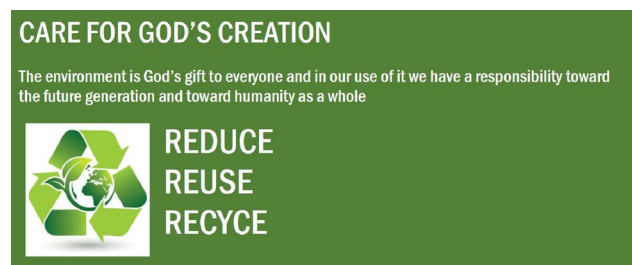 CARE FOR GOD'S CREATION
The environment is God's gift to everyone and in our use of it we have a responsibility toward
the future generation and toward humanity as a whole
REDUCE
REUSE
RECYCE